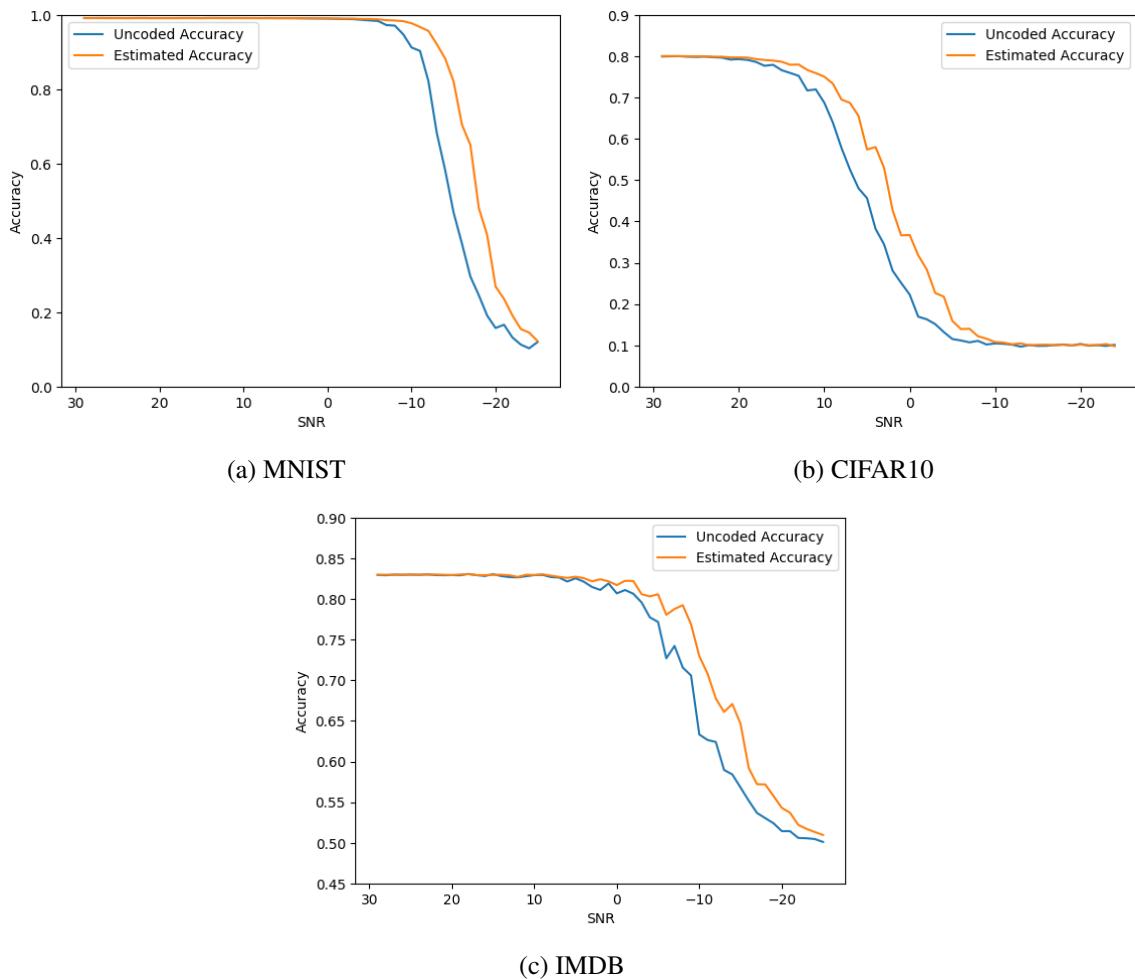 1.0
0.8
0.6
0.4
0.2
0.0
Accuracy
Uncoded Accuracy
Estimated Accuracy
30 20 10 0 −10 −20
SNR
(a) MNIST
0.9
0.8
0.7
0.6
0.5
0.4
0.3
0.2
0.1
0.0
Accuracy
Uncoded Accuracy
Estimated Accuracy
30 20 10 0 −10 −20
SNR
(b) CIFAR10
0.90
0.85
0.80
0.75
0.70
0.65
0.60
0.55
0.50
0.45
Accuracy
Uncoded Accuracy
Estimated Accuracy
30 20 10 0 −10 −20
SNR
(c) IMDB